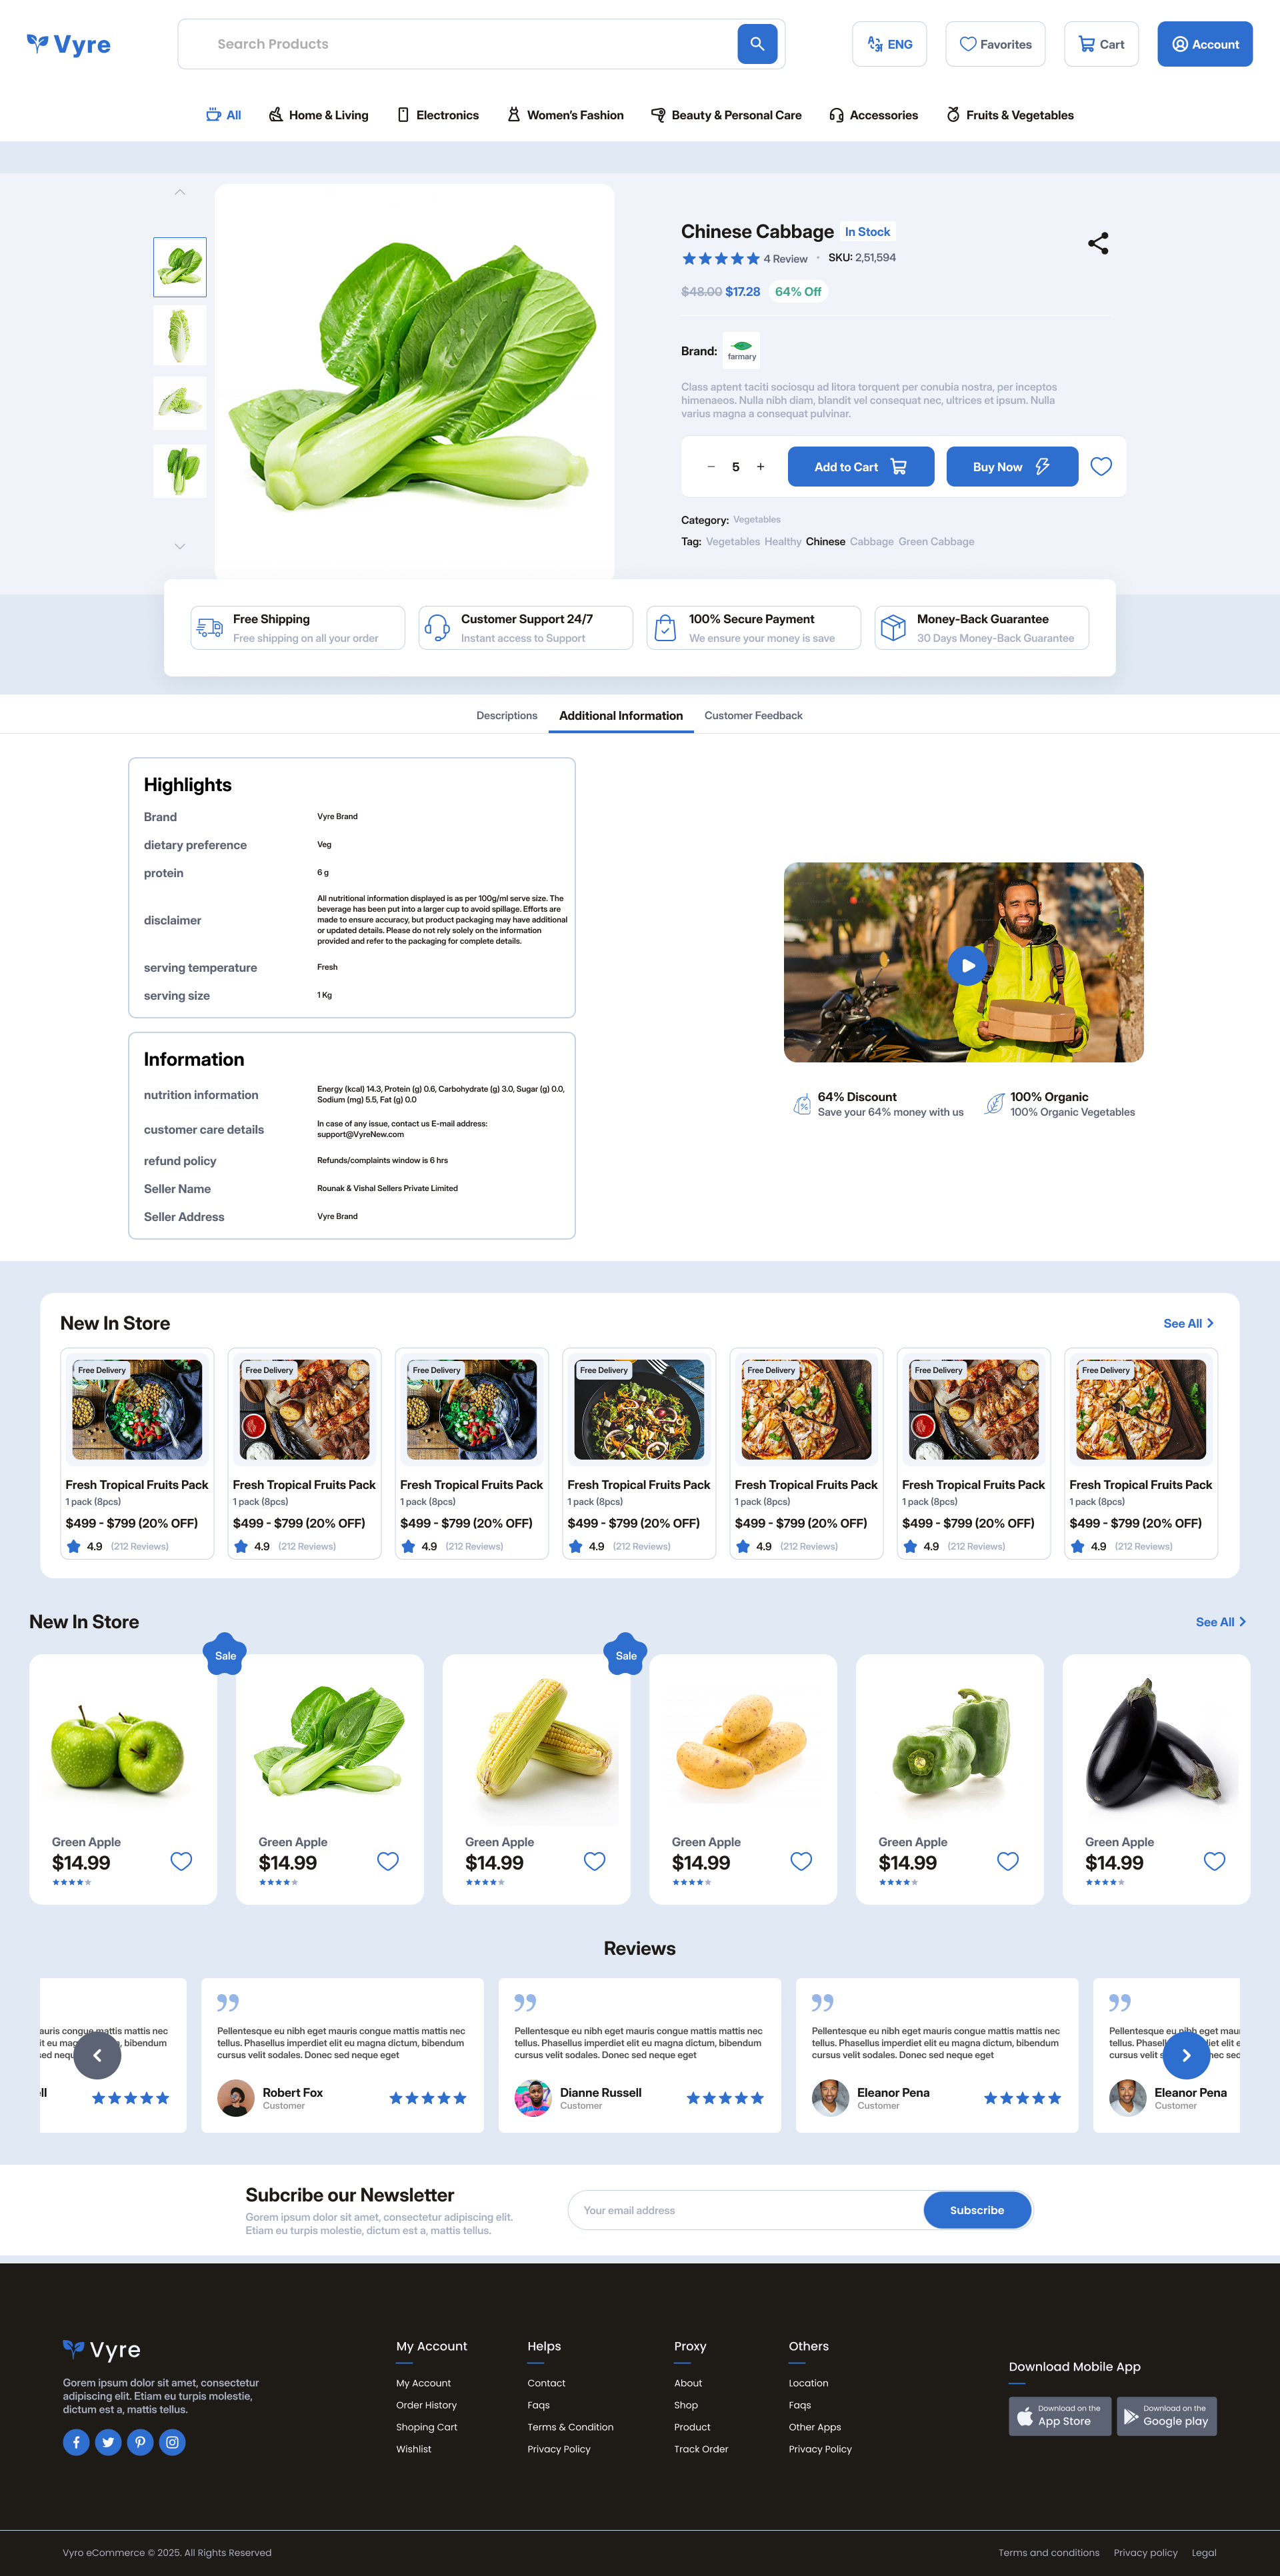 Vyre
Search Products
ENG
Favorites
Cart
Account
All
Home & Living
Electronics
Women's Fashion
Beauty & Personal Care
Accessories
Fruits & Vegetables
Chinese Cabbage
In Stock
4 Review
•
SKU: 2,51,594
$48.00 $17.28
64% Off
Brand:
farmary
Class aptent taciti sociosqu ad litora torquent per conubia nostra, per inceptos
himenaeos. Nulla nibh diam, blandit vel consequat nec, ultrices et ipsum. Nulla
varius magna a consequat pulvinar.
− 5 +
Add to Cart
Buy Now
Category: Vegetables
Tag: Vegetables Healthy Chinese Cabbage Green Cabbage
Free Shipping
Free shipping on all your order
Customer Support 24/7
Instant access to Support
100% Secure Payment
We ensure your money is save
Money-Back Guarantee
30 Days Money-Back Guarantee
Descriptions
Additional Information
Customer Feedback
Highlights
Brand
Vyre Brand
dietary preference
Veg
protein
6 g
disclaimer
All nutritional information displayed is as per 100g/ml serve size. The
beverage has been put into a larger cup to avoid spillage. Efforts are
made to ensure accuracy, but product packaging may have additional
or updated details. Please do not rely solely on the information
provided and refer to the packaging for complete details.
serving temperature
Fresh
serving size
1 Kg
Information
nutrition information
Energy (kcal) 14.3, Protein (g) 0.6, Carbohydrate (g) 3.0, Sugar (g) 0.0,
Sodium (mg) 5.5, Fat (g) 0.0
customer care details
In case of any issue, contact us E-mail address:
support@VyreNew.com
refund policy
Refunds/complaints window is 6 hrs
Seller Name
Rounak & Vishal Sellers Private Limited
Seller Address
Vyre Brand
64% Discount
Save your 64% money with us
100% Organic
100% Organic Vegetables
New In Store
See All
Free Delivery
Fresh Tropical Fruits Pack
1 pack (8pcs)
$499 - $799 (20% OFF)
4.9 (212 Reviews)
Free Delivery
Fresh Tropical Fruits Pack
1 pack (8pcs)
$499 - $799 (20% OFF)
4.9 (212 Reviews)
Free Delivery
Fresh Tropical Fruits Pack
1 pack (8pcs)
$499 - $799 (20% OFF)
4.9 (212 Reviews)
Free Delivery
Fresh Tropical Fruits Pack
1 pack (8pcs)
$499 - $799 (20% OFF)
4.9 (212 Reviews)
Free Delivery
Fresh Tropical Fruits Pack
1 pack (8pcs)
$499 - $799 (20% OFF)
4.9 (212 Reviews)
Free Delivery
Fresh Tropical Fruits Pack
1 pack (8pcs)
$499 - $799 (20% OFF)
4.9 (212 Reviews)
Free Delivery
Fresh Tropical Fruits Pack
1 pack (8pcs)
$499 - $799 (20% OFF)
4.9 (212 Reviews)
New In Store
See All
Sale
Green Apple
$14.99
Green Apple
$14.99
Sale
Green Apple
$14.99
Green Apple
$14.99
Green Apple
$14.99
Green Apple
$14.99
Reviews
auris congue mattis mattis nec
it eu mag bibendum
sed nequ
ll
Pellentesque eu nibh eget mauris congue mattis mattis nec
tellus. Phasellus imperdiet elit eu magna dictum, bibendum
cursus velit sodales. Donec sed neque eget
Robert Fox
Customer
Pellentesque eu nibh eget mauris congue mattis mattis nec
tellus. Phasellus imperdiet elit eu magna dictum, bibendum
cursus velit sodales. Donec sed neque eget
Dianne Russell
Customer
Pellentesque eu nibh eget mauris congue mattis mattis nec
tellus. Phasellus imperdiet elit eu magna dictum, bibendum
cursus velit sodales. Donec sed neque eget
Eleanor Pena
Customer
Pellentesque eu nibh eget mau
tellus. Phasel diet elit e
cursus velit s nec sec
Eleanor Pena
Customer
Subcribe our Newsletter
Gorem ipsum dolor sit amet, consectetur adipiscing elit.
Etiam eu turpis molestie, dictum est a, mattis tellus.
Your email address
Subscribe
Vyre
Gorem ipsum dolor sit amet, consectetur
adipiscing elit. Etiam eu turpis molestie,
dictum est a, mattis tellus.
My Account
My Account
Order History
Shoping Cart
Wishlist
Helps
Contact
Faqs
Terms & Condition
Privacy Policy
Proxy
About
Shop
Product
Track Order
Others
Location
Faqs
Other Apps
Privacy Policy
Download Mobile App
Download on the
App Store
Download on the
Google play
Vyro eCommerce © 2025. All Rights Reserved
Terms and conditions
Privacy policy
Legal